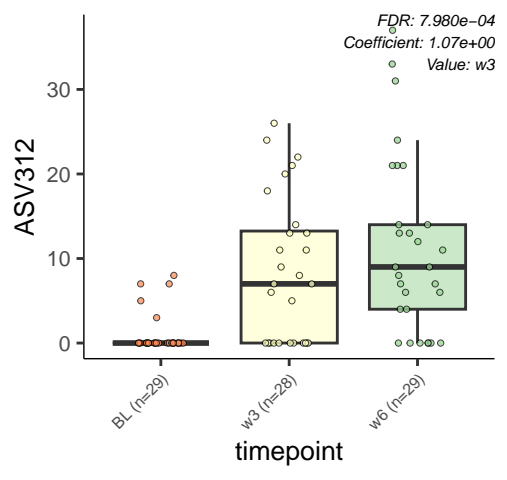 FDR: 7.980e−04
Coefficient: 1.07e+00
Value: w3
30
20
10
0
ASV312
BL (n=29)
w3 (n=28)
w6 (n=29)
timepoint